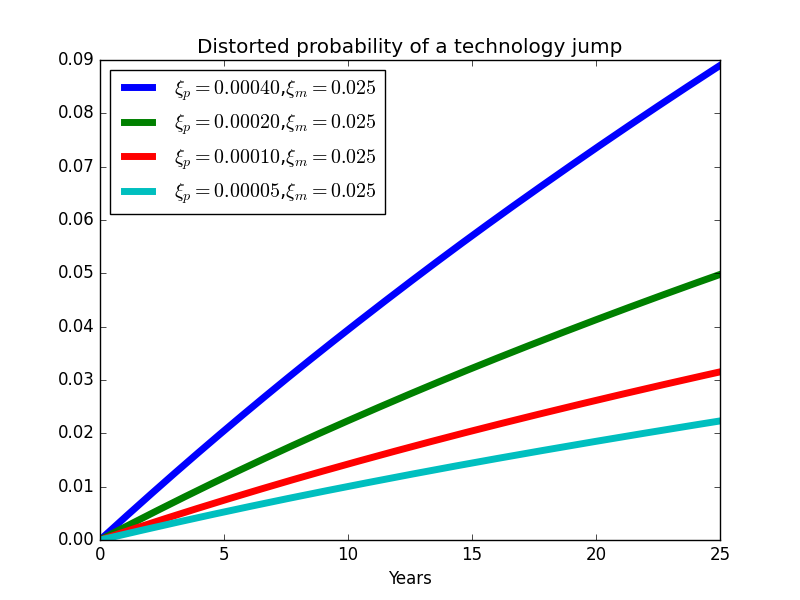 Distorted probability of a technology jump
0.09
0.08
0.07
0.06
0.05
0.04
0.03
0.02
0.01
0.00
ξp = 0.00040,ξm = 0.025
ξp = 0.00020,ξm = 0.025
ξp = 0.00010,ξm = 0.025
ξp = 0.00005,ξm = 0.025
0 5 10 15 20 25
Years